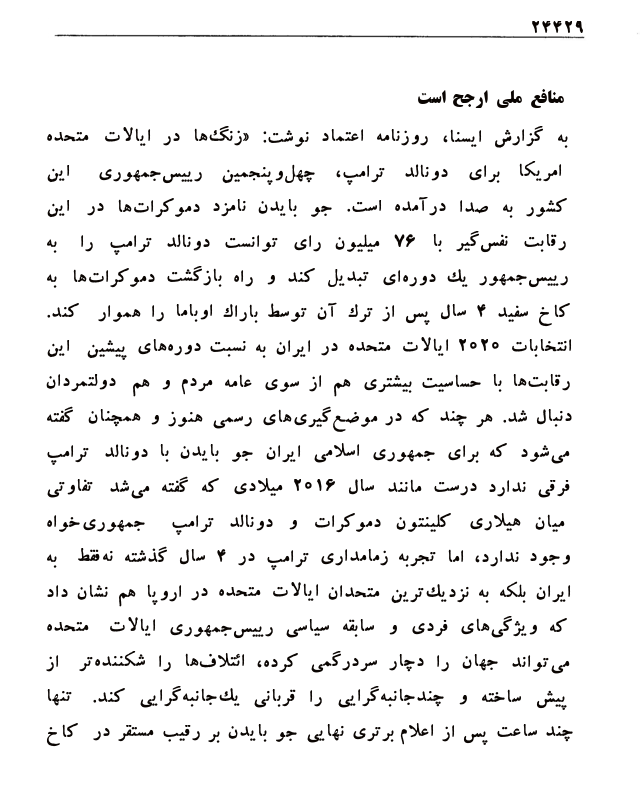 ۲۴۴۲۹
منافع ملی ارجح است
به گزارش ایسنا، روزنامه اعتماد نوشت: «زنگ‌ها در ایالات متحده
امریکا برای دونالد ترامپ، چهل‌وپنجمین رییس‌جمهوری این
کشور به صدا درآمده است. جو بایدن نامزد دموکرات‌ها در این
رقابت نفس‌گیر با ۷۶ میلیون رای توانست دونالد ترامپ را به
رییس‌جمهور یك دوره‌ای تبدیل کند و راه بازگشت دموکرات‌ها به
کاخ سفید ۴ سال پس از ترك آن توسط باراك اوباما را هموار کند.
انتخابات ۲۰۲۰ ایالات متحده در ایران به نسبت دوره‌های پیشین این
رقابت‌ها با حساسیت بیشتری هم از سوی عامه مردم و هم دولتمردان
دنبال شد. هر چند که در موضع‌گیری‌های رسمی هنوز و همچنان گفته
می‌شود که برای جمهوری اسلامی ایران جو بایدن با دونالد ترامپ
فرقی ندارد درست مانند سال ۲۰۱۶ میلادی که گفته می‌شد تفاوتی
میان هیلاری کلینتون دموکرات و دونالد ترامپ جمهوری‌خواه
وجود ندارد، اما تجربه زمامداری ترامپ در ۴ سال گذشته نه‌فقط به
ایران بلکه به نزدیك‌ترین متحدان ایالات متحده در اروپا هم نشان داد
که ویژگی‌های فردی و سابقه سیاسی رییس‌جمهوری ایالات متحده
می‌تواند جهان را دچار سردرگمی کرده، ائتلاف‌ها را شکننده‌تر از
پیش ساخته و چندجانبه‌گرایی را قربانی یك‌جانبه‌گرایی کند. تنها
چند ساعت پس از اعلام برتری نهایی جو بایدن بر رقیب مستقر در کاخ